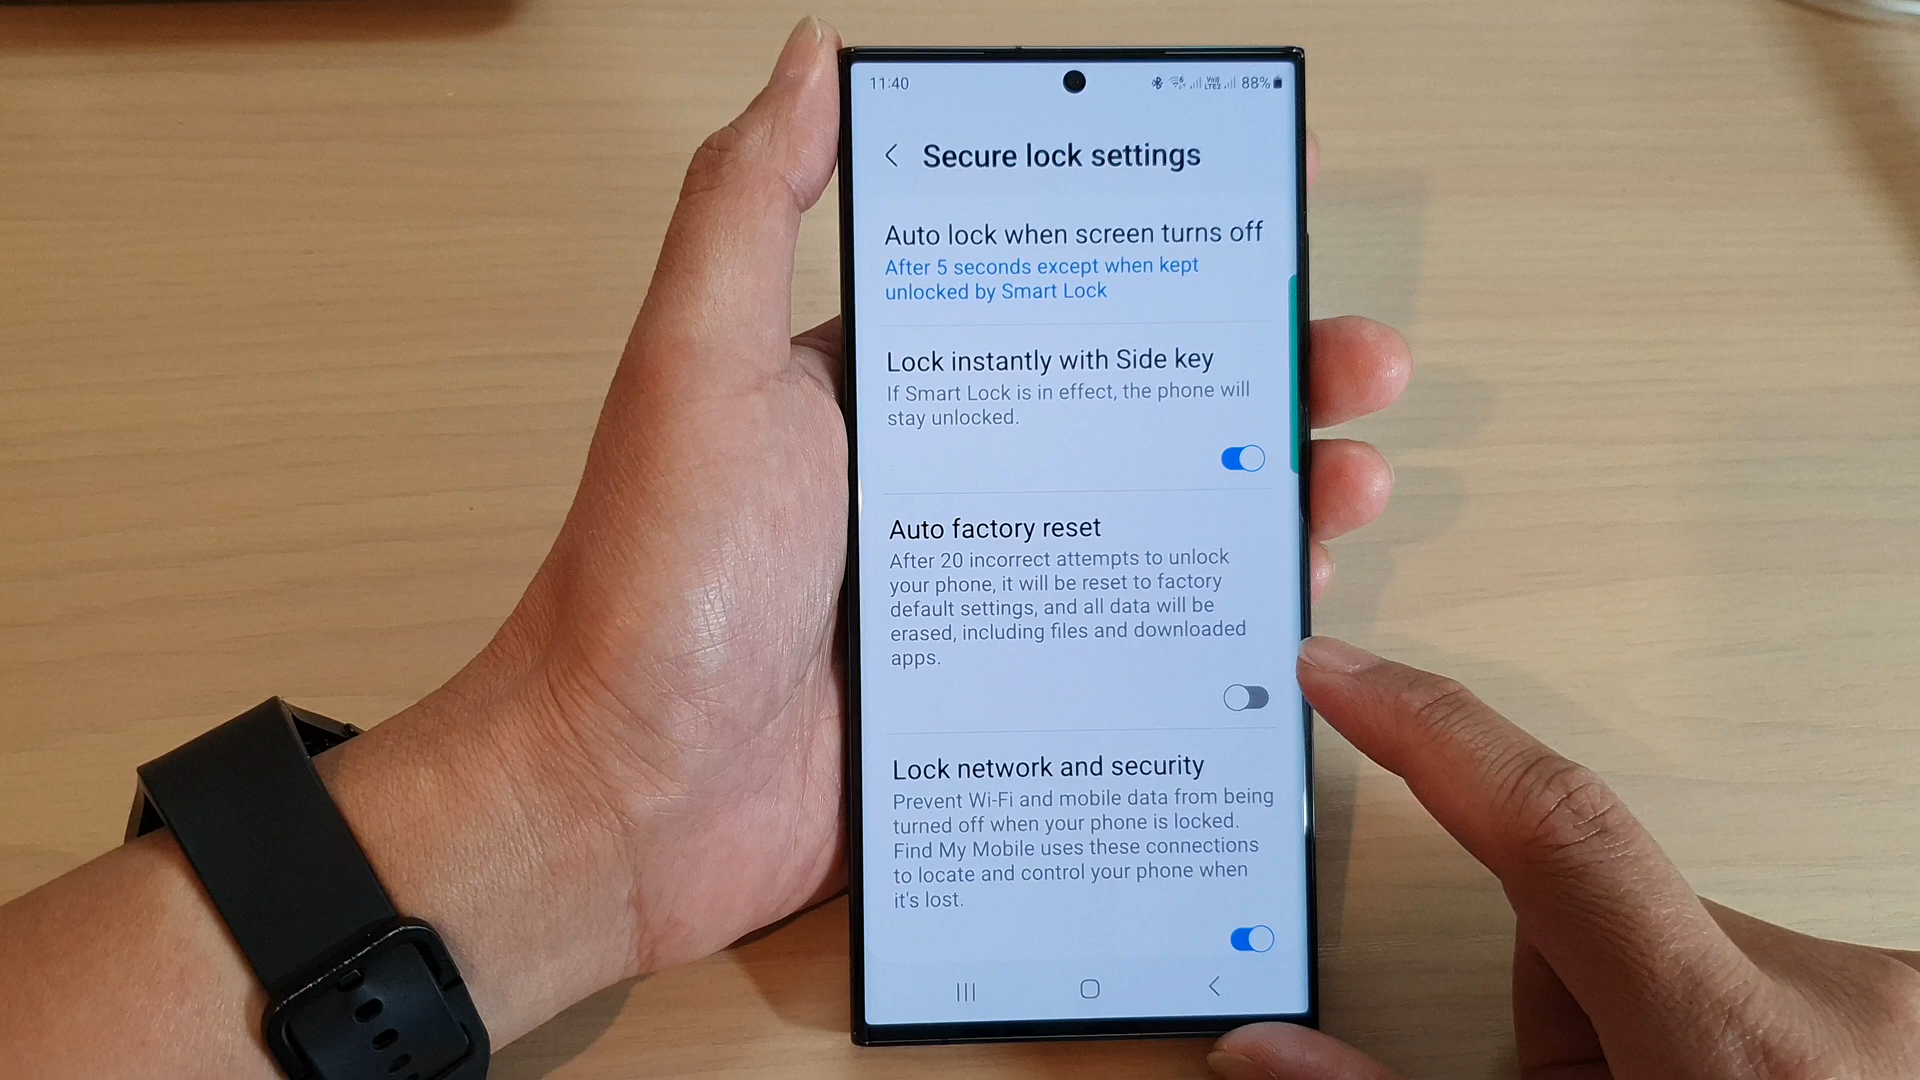 11:40
88%
Secure lock settings
Auto lock when screen turns off
After 5 seconds except when kept
unlocked by Smart Lock
Lock instantly with Side key
If Smart Lock is in effect, the phone will
stay unlocked.
Auto factory reset
After 20 incorrect attempts to unlock
your phone, it will be reset to factory
default settings, and all data will be
erased, including files and downloaded
apps.
Lock network and security
Prevent Wi-Fi and mobile data from being
turned off when your phone is locked.
Find My Mobile uses these connections
to locate and control your phone when
it's lost.